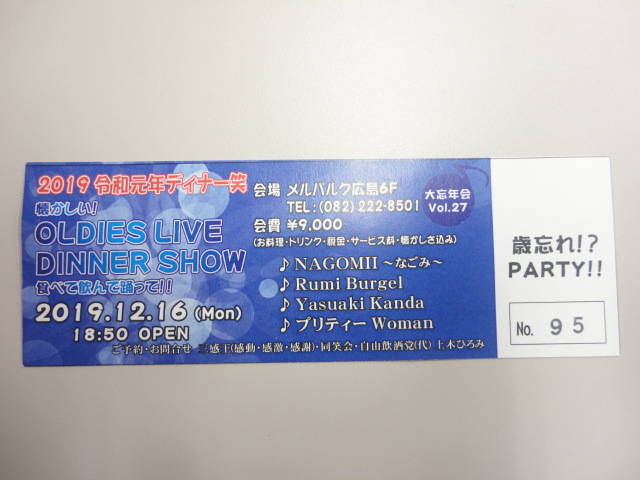 2019 令和元年ディナー笑
懐かしい!
OLDIES LIVE
DINNER SHOW
食べて飲んで踊って!!
2019.12.16 (Mon)
18:50 OPEN
会場 メルパルク広島6F
TEL:(082)222-8501
会費 ¥9,000
(お料理・ドリンク・税金・サービス料・懐かしさ込み)
大忘年会
Vol.27
♪ NAGOMII ~なごみ~
♪ Rumi Burgel
♪ Yasuaki Kanda
♪ プリティー Woman
ご予約・お問合せ 三感王(感動・感激・感謝)・同笑会・自由飲酒党(代) 上本ひろみ
歳忘れ!?
PARTY!!
No. 95